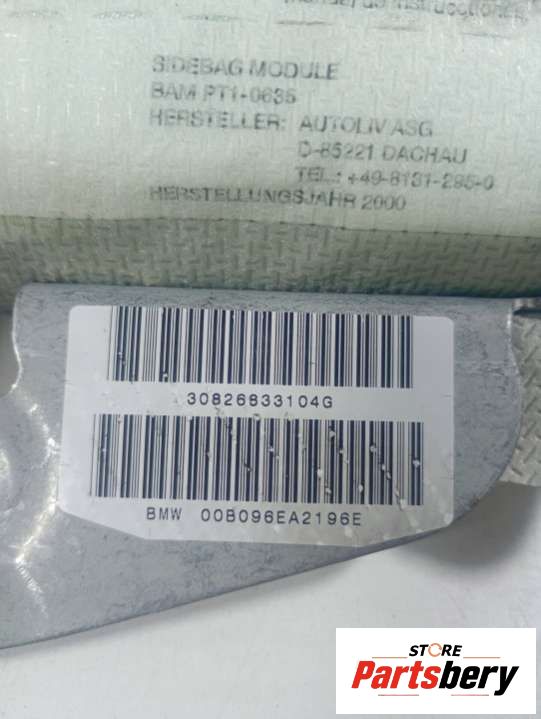 SIDEBAG MODULE
BAM PT1-0635
HERSTELLER: AUTOLIV ASG
D-85221 DACHAU
TEL.: +49-8131-295-0
HERSTELLUNGSJAHR 2000
30826833104G
BMW 00B096EA2196E
STORE
Partsbery